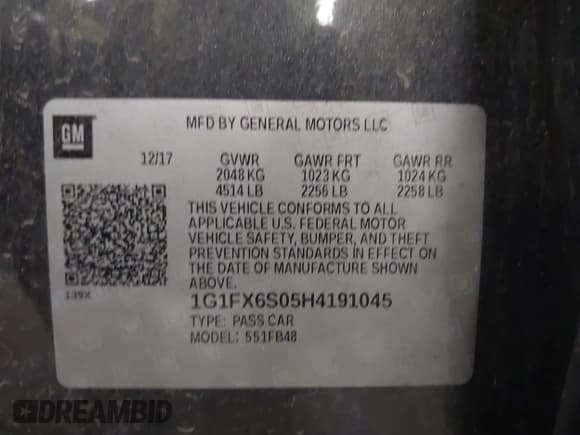 GM
MFD BY GENERAL MOTORS LLC
12/17 GVWR GAWR FRT GAWR RR
2048 KG 1023 KG 1024 KG
4514 LB 2256 LB 2258 LB
THIS VEHICLE CONFORMS TO ALL
APPLICABLE U.S. FEDERAL MOTOR
VEHICLE SAFETY, BUMPER, AND THEFT
PREVENTION STANDARDS IN EFFECT ON
THE DATE OF MANUFACTURE SHOWN
ABOVE.
139X
1G1FX6S05H4191045
TYPE: PASS CAR
MODEL: 551FB48
DREAMBID